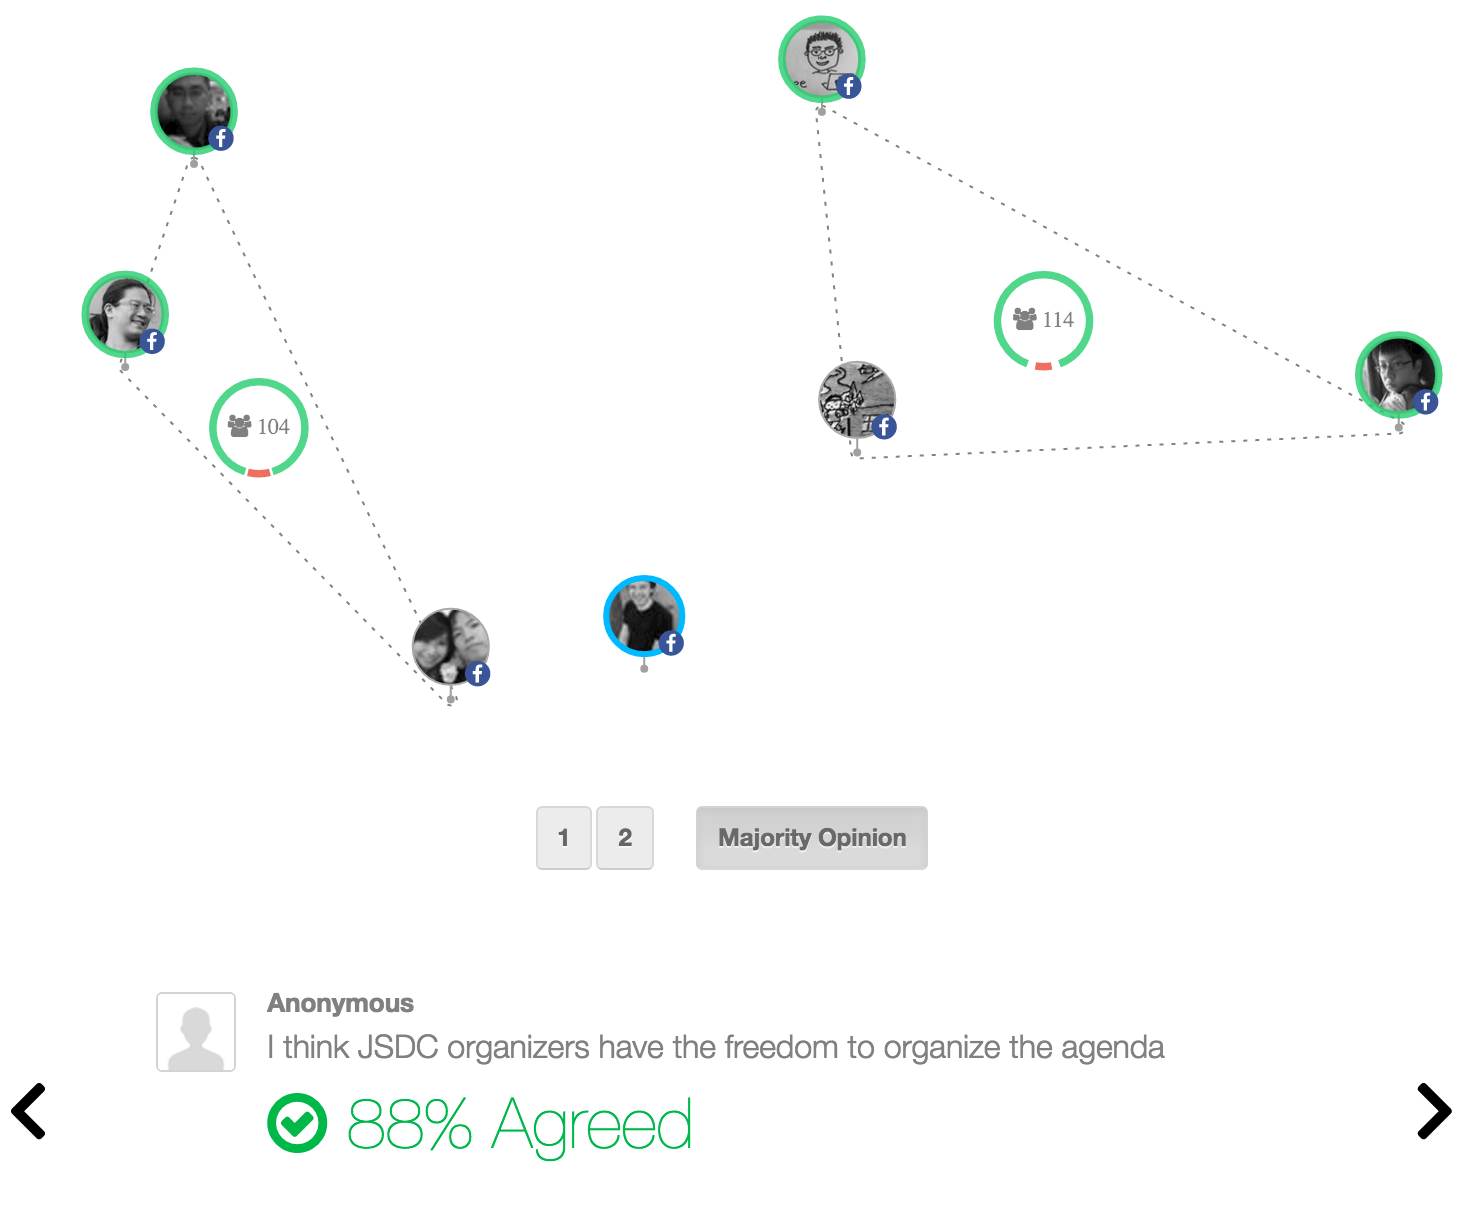 114
104
1
2
Majority Opinion
Anonymous
I think JSDC organizers have the freedom to organize the agenda
88% Agreed